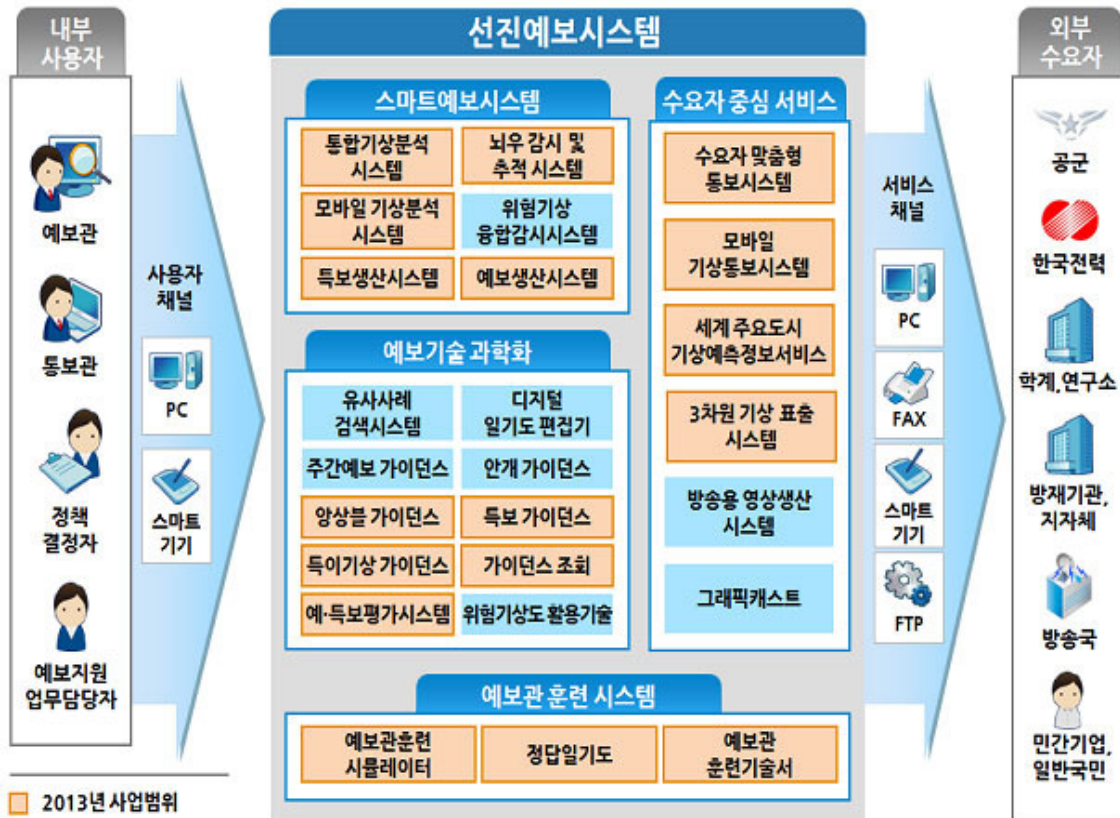 내부
사용자
예보관
통보관
정책
결정자
예보지원
업무담당자
2013년 사업범위
사용자
채널
PC
스마트
기기
선진예보시스템
스마트예보시스템
통합기상분석
시스템
뇌우 감시 및
추적 시스템
모바일 기상분석
시스템
위험기상
융합감시시스템
특보생산시스템
예보생산시스템
예보기술 과학화
유사사례
검색시스템
디지털
일기도 편집기
주간예보 가이던스
안개 가이던스
앙상블 가이던스
특보 가이던스
특이기상 가이던스
가이던스 조회
예·특보평가시스템
위험기상도 활용기술
수요자 중심 서비스
수요자 맞춤형
통보시스템
모바일
기상통보시스템
세계 주요도시
기상예측정보서비스
3차원 기상 표출
시스템
방송용 영상생산
시스템
그래픽캐스트
예보관 훈련 시스템
예보관훈련
시뮬레이터
정답일기도
예보관
훈련기술서
서비스
채널
PC
FAX
스마트
기기
FTP
외부
수요자
공군
한국전력
학계,연구소
방재기관,
지자체
방송국
민간기업,
일반국민